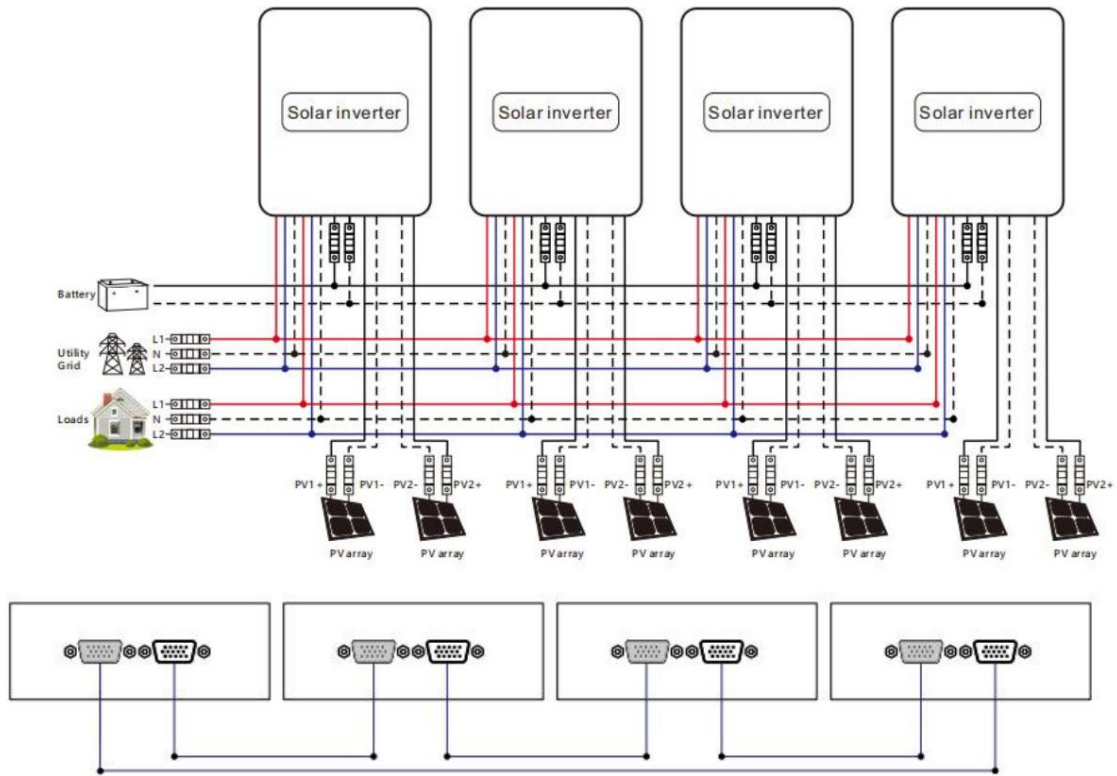 Solar inverter
Solar inverter
Solar inverter
Solar inverter
Battery
Utility
Grid
L1
N
L2
Loads
L1
N
L2
PV1+ PV1- PV2- PV2+ PV1+ PV1- PV2- PV2+ PV1+ PV1- PV2- PV2+ PV1+ PV1- PV2- PV2+
PV array PV array PV array PV array PV array PV array PV array PV array